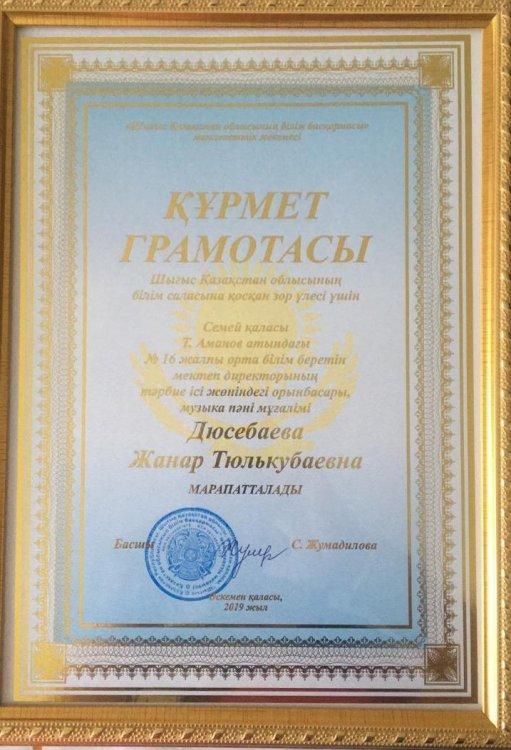 «Шығыс Қазақстан облысының білім басқармасы»
мемлекеттік мекемесі
ҚҰРМЕТ
ГРАМОТАСЫ
Шығыс Қазақстан облысының
білім саласына қосқан зор үлесі үшін
Семей қаласы
Т. Аманов атындағы
№ 16 жалпы орта білім беретін
мектеп директорының
тәрбие ісі жөніндегі орынбасары,
музыка пәні мұғалімі
Дюсебаева
Жанар Тюлькубаевна
МАРАПАТТАЛАДЫ
Басшы С. Жумадилова
Өскемен қаласы,
2019 жыл